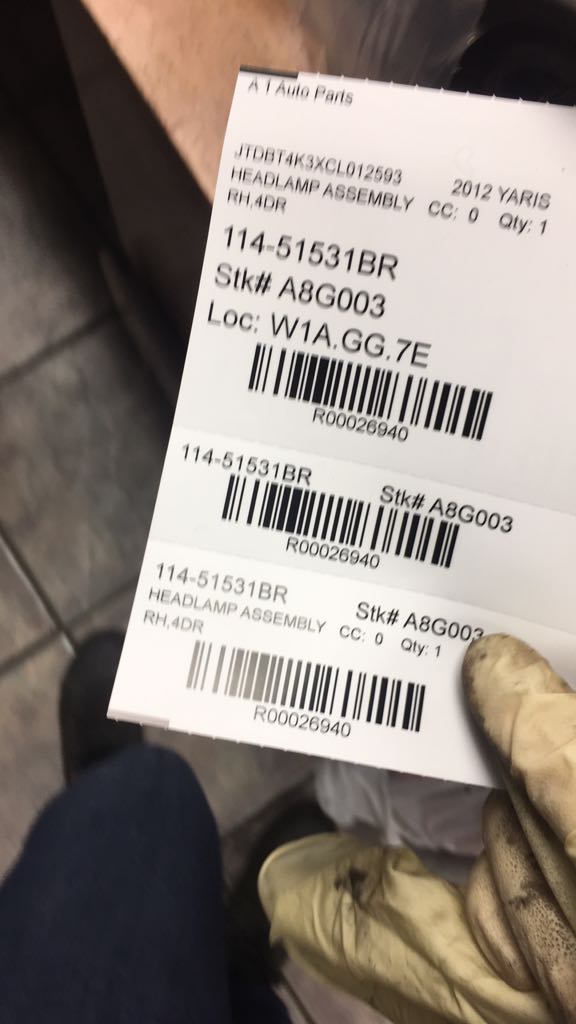 A 1 Auto Parts
JTDBT4K3XCL012593 2012 YARIS
HEADLAMP ASSEMBLY CC: 0 Qty: 1
RH,4DR
114-51531BR
Stk# A8G003
Loc: W1A.GG.7E
R00026940
114-51531BR Stk# A8G003
R00026940
114-51531BR Stk# A8G003
HEADLAMP ASSEMBLY CC: 0 Qty: 1
RH,4DR
R00026940